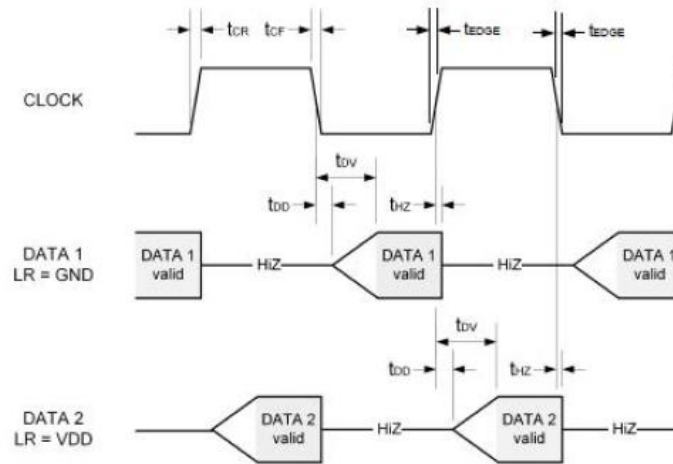 tCR tCF tEDGE tEDGE
CLOCK
tDV
tDD tHZ
DATA 1
LR = GND
DATA 1
valid
HiZ
DATA 1
valid
HiZ
DATA 1
valid
tDV
tDD tHZ
DATA 2
LR = VDD
DATA 2
valid
HiZ
DATA 2
valid
HiZ